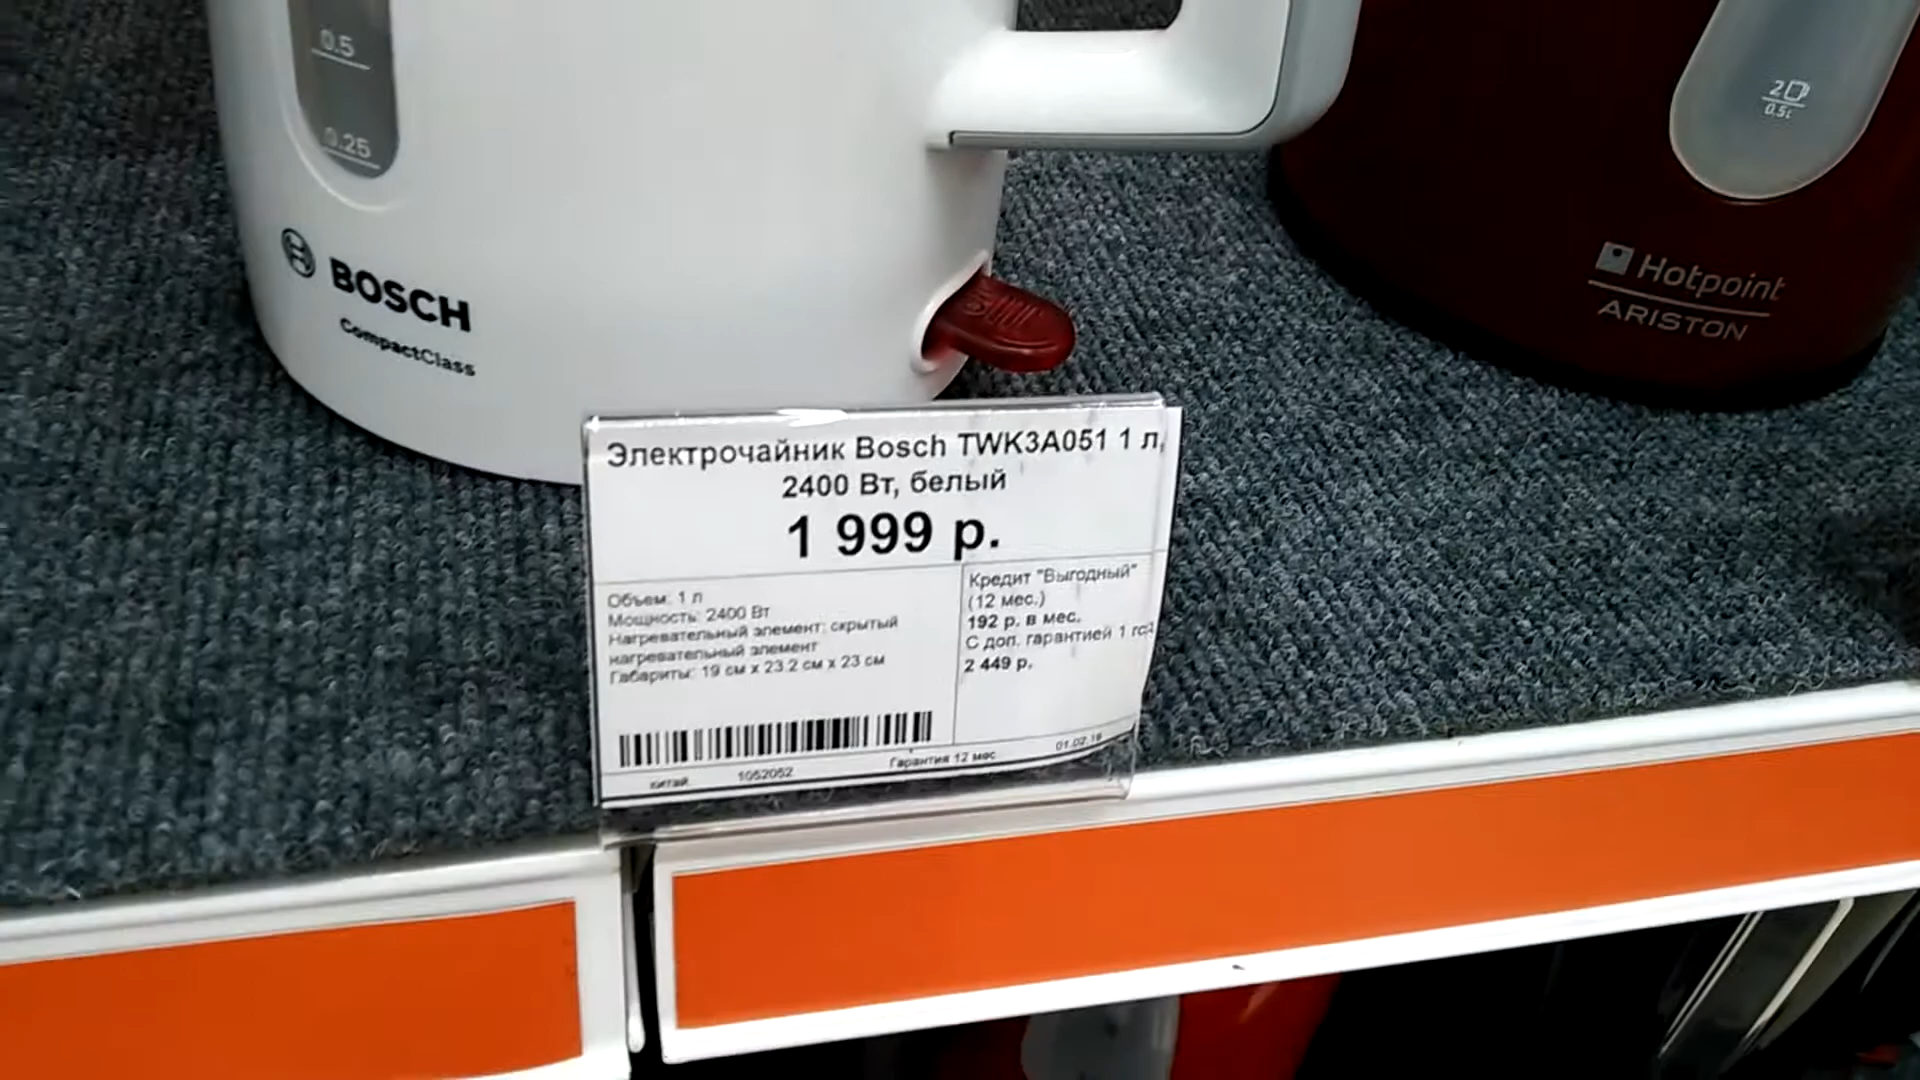 0.5
0.25
BOSCH
CompactClass
2
0.5L
Hotpoint
ARISTON
Электрочайник Bosch TWK3A051 1 л,
2400 Вт, белый
1 999 р.
Объем: 1 л
Мощность: 2400 Вт
Нагревательный элемент: скрытый
нагревательный элемент
Габариты: 19 см x 23.2 см x 23 см
Кредит "Выгодный"
(12 мес.)
192 р. в мес.
С доп. гарантией 1 год
2 449 р.
китай 1052052 Гарантия 12 мес